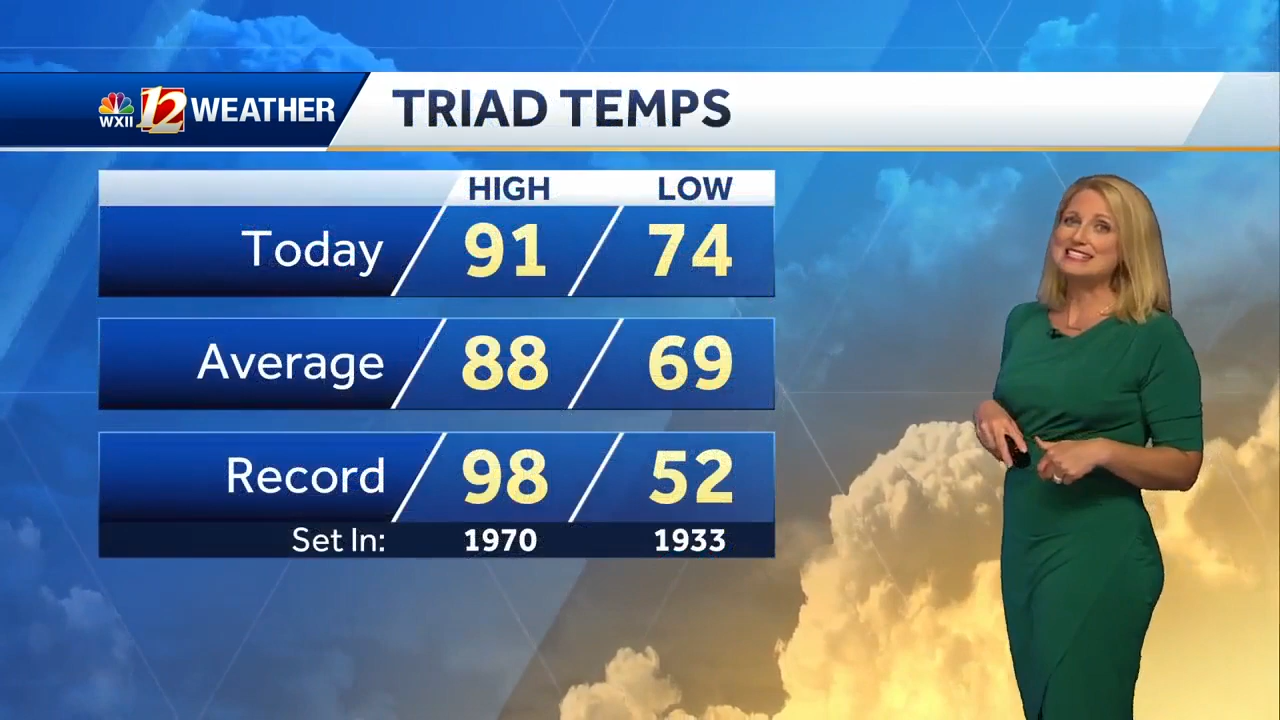 WXII 12 WEATHER TRIAD TEMPS
HIGH LOW
Today 91 74
Average 88 69
Record 98 52
Set In: 1970 1933